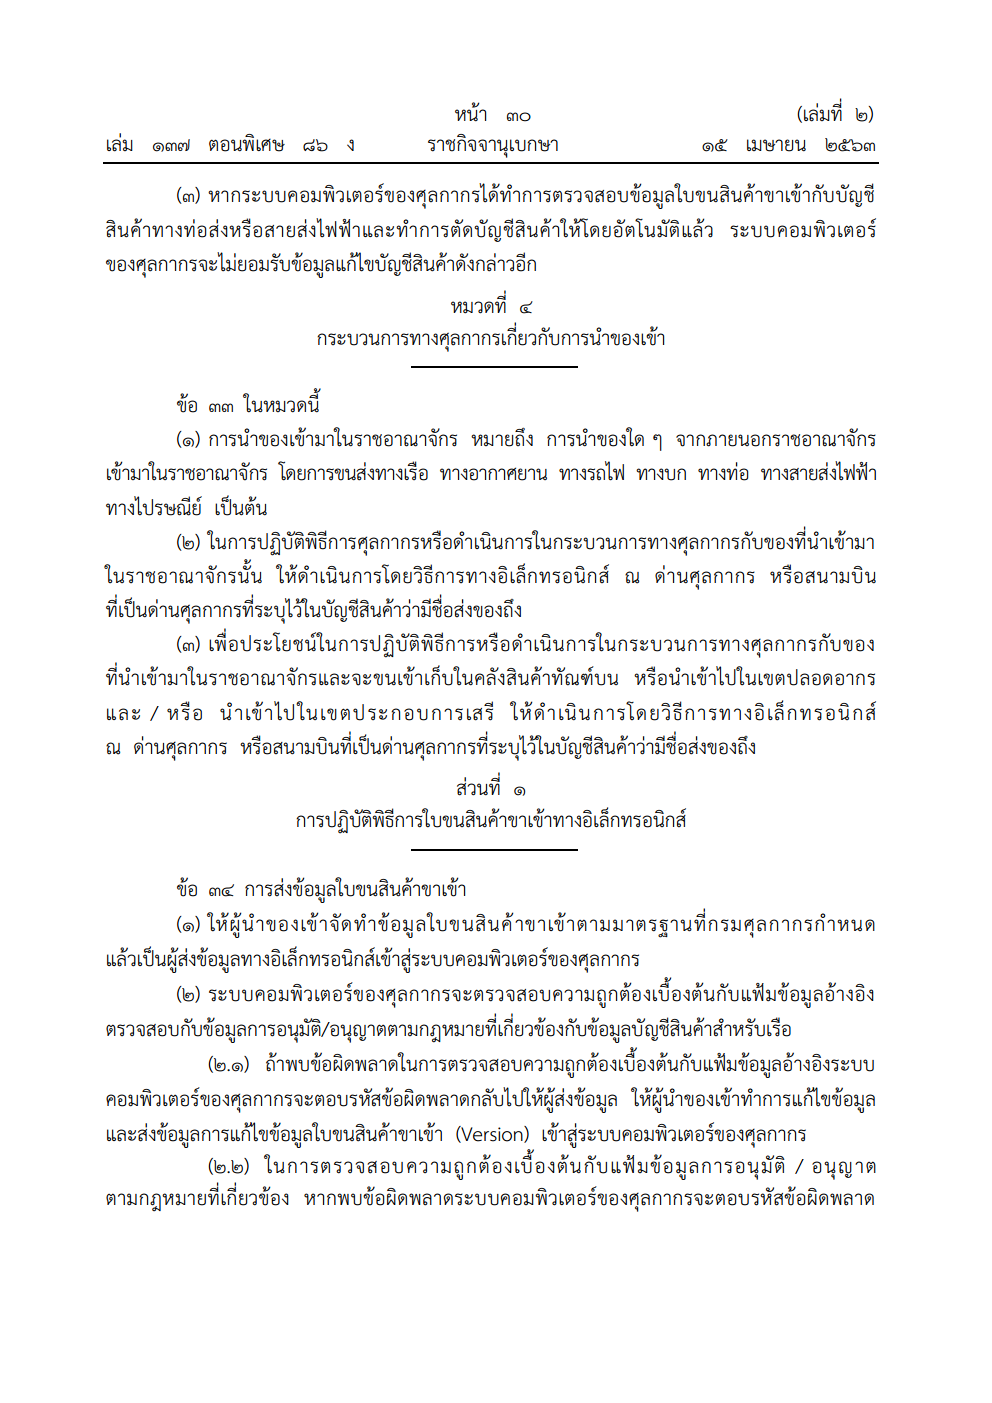 หน้า ๓๐
(เล่มที่ ๒)
เล่ม ๑๓๗ ตอนพิเศษ ๘๖ ง ราชกิจจานุเบกษา ๑๕ เมษายน ๒๕๖๓
(๓) หากระบบคอมพิวเตอร์ของศุลกากรได้ทำการตรวจสอบข้อมูลใบขนสินค้าขาเข้ากับบัญชี
สินค้าทางท่อส่งหรือสายส่งไฟฟ้าและทำการตัดบัญชีสินค้าให้โดยอัตโนมัติแล้ว ระบบคอมพิวเตอร์
ของศุลกากรจะไม่ยอมรับข้อมูลแก้ไขบัญชีสินค้าดังกล่าวอีก
หมวดที่ ๔
กระบวนการทางศุลกากรเกี่ยวกับการนำของเข้า
ข้อ ๓๓ ในหมวดนี้
(๑) การนำของเข้ามาในราชอาณาจักร หมายถึง การนำของใด ๆ จากภายนอกราชอาณาจักร
เข้ามาในราชอาณาจักร โดยการขนส่งทางเรือ ทางอากาศยาน ทางรถไฟ ทางบก ทางท่อ ทางสายส่งไฟฟ้า
ทางไปรษณีย์ เป็นต้น
(๒) ในการปฏิบัติพิธีการศุลกากรหรือดำเนินการในกระบวนการทางศุลกากรกับของที่นำเข้ามา
ในราชอาณาจักรนั้น ให้ดำเนินการโดยวิธีการทางอิเล็กทรอนิกส์ ณ ด่านศุลกากร หรือสนามบิน
ที่เป็นด่านศุลกากรที่ระบุไว้ในบัญชีสินค้าว่ามีชื่อส่งของถึง
(๓) เพื่อประโยชน์ในการปฏิบัติพิธีการหรือดำเนินการในกระบวนการทางศุลกากรกับของ
ที่นำเข้ามาในราชอาณาจักรและจะขนเข้าเก็บในคลังสินค้าทัณฑ์บน หรือนำเข้าไปในเขตปลอดอากร
และ / หรือ นำเข้าไปในเขตประกอบการเสรี ให้ดำเนินการโดยวิธีการทางอิเล็กทรอนิกส์
ณ ด่านศุลกากร หรือสนามบินที่เป็นด่านศุลกากรที่ระบุไว้ในบัญชีสินค้าว่ามีชื่อส่งของถึง
ส่วนที่ ๑
การปฏิบัติพิธีการใบขนสินค้าขาเข้าทางอิเล็กทรอนิกส์
ข้อ ๓๔ การส่งข้อมูลใบขนสินค้าขาเข้า
(๑) ให้ผู้นำของเข้าจัดทำข้อมูลใบขนสินค้าขาเข้าตามมาตรฐานที่กรมศุลกากรกำหนด
แล้วเป็นผู้ส่งข้อมูลทางอิเล็กทรอนิกส์เข้าสู่ระบบคอมพิวเตอร์ของศุลกากร
(๒) ระบบคอมพิวเตอร์ของศุลกากรจะตรวจสอบความถูกต้องเบื้องต้นกับแฟ้มข้อมูลอ้างอิง
ตรวจสอบกับข้อมูลการอนุมัติ/อนุญาตตามกฎหมายที่เกี่ยวข้องกับข้อมูลบัญชีสินค้าสำหรับเรือ
(๒.๑) ถ้าพบข้อผิดพลาดในการตรวจสอบความถูกต้องเบื้องต้นกับแฟ้มข้อมูลอ้างอิงระบบ
คอมพิวเตอร์ของศุลกากรจะตอบรหัสข้อผิดพลาดกลับไปให้ผู้ส่งข้อมูล ให้ผู้นำของเข้าทำการแก้ไขข้อมูล
และส่งข้อมูลการแก้ไขข้อมูลใบขนสินค้าขาเข้า (Version) เข้าสู่ระบบคอมพิวเตอร์ของศุลกากร
(๒.๒) ในการตรวจสอบความถูกต้องเบื้องต้นกับแฟ้มข้อมูลการอนุมัติ / อนุญาต
ตามกฎหมายที่เกี่ยวข้อง หากพบข้อผิดพลาดระบบคอมพิวเตอร์ของศุลกากรจะตอบรหัสข้อผิดพลาด